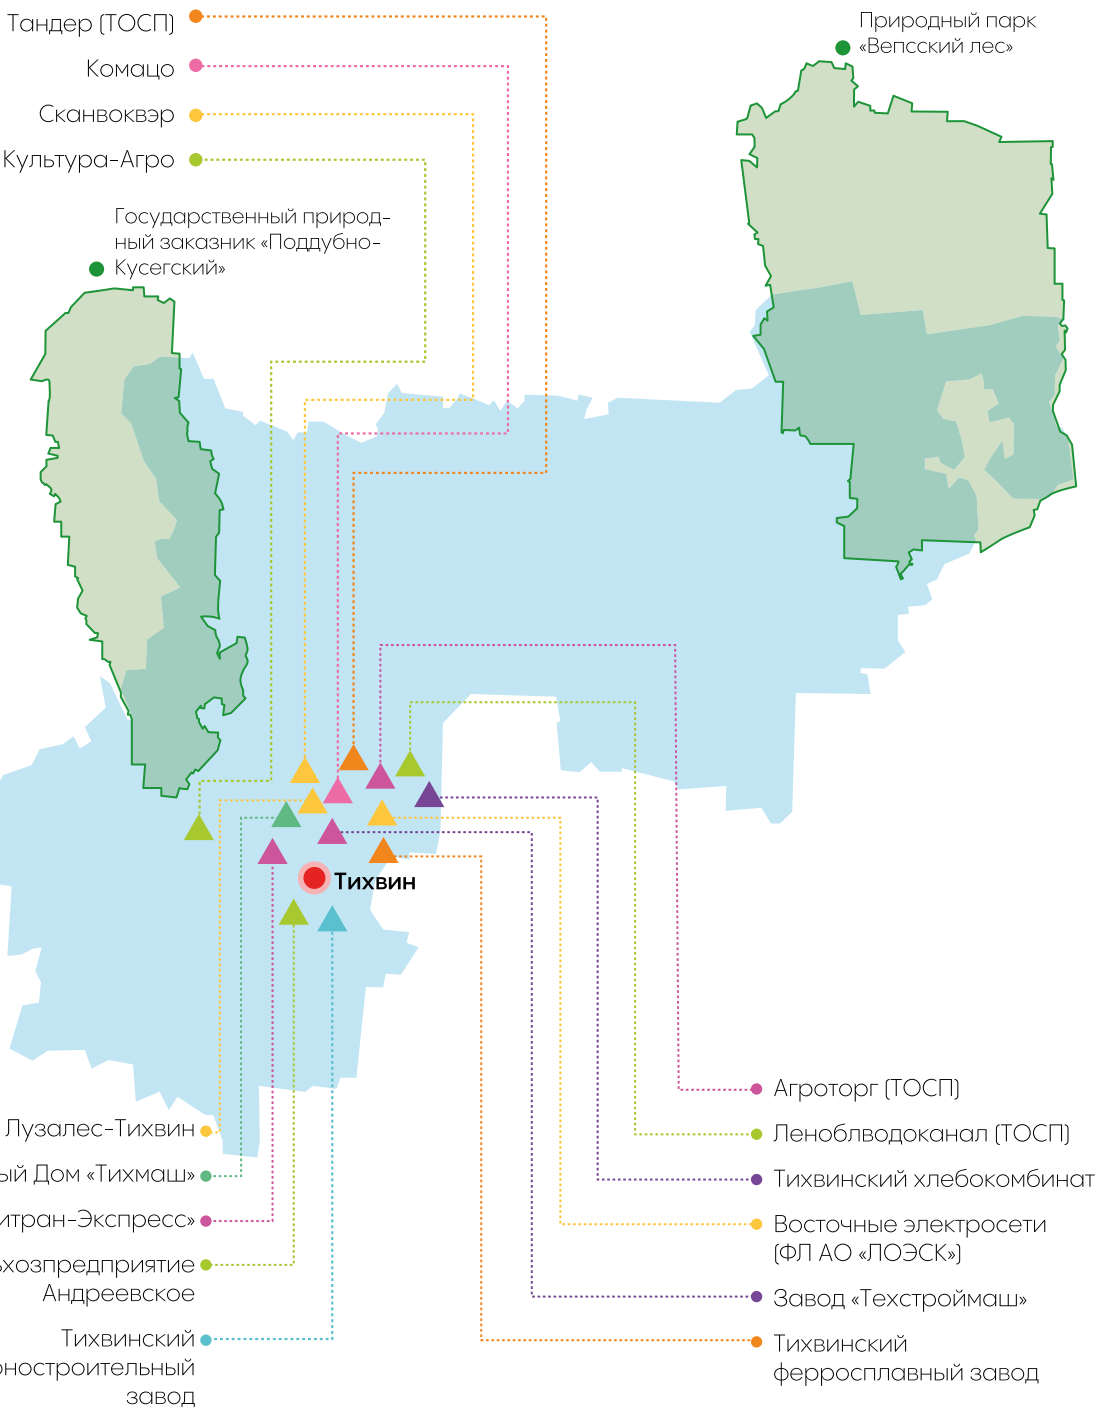 Тандер (ТОСП)
Комацо
Сканвоквэр
Культура-Агро
Государственный природ-
ный заказник «Поддубно-
Кусегский»
Природный парк
«Вепсский лес»
Тихвин
Лузалес-Тихвин
ый Дом «Тихмаш»
итран-Экспресс»
ьхозпредприятие
Андреевское
Тихвинский
оностроительный
завод
Агроторг (ТОСП)
Леноблводоканал (ТОСП)
Тихвинский хлебокомбинат
Восточные электросети
(ФЛ АО «ЛОЭСК»)
Завод «Техстроймаш»
Тихвинский
ферросплавный завод